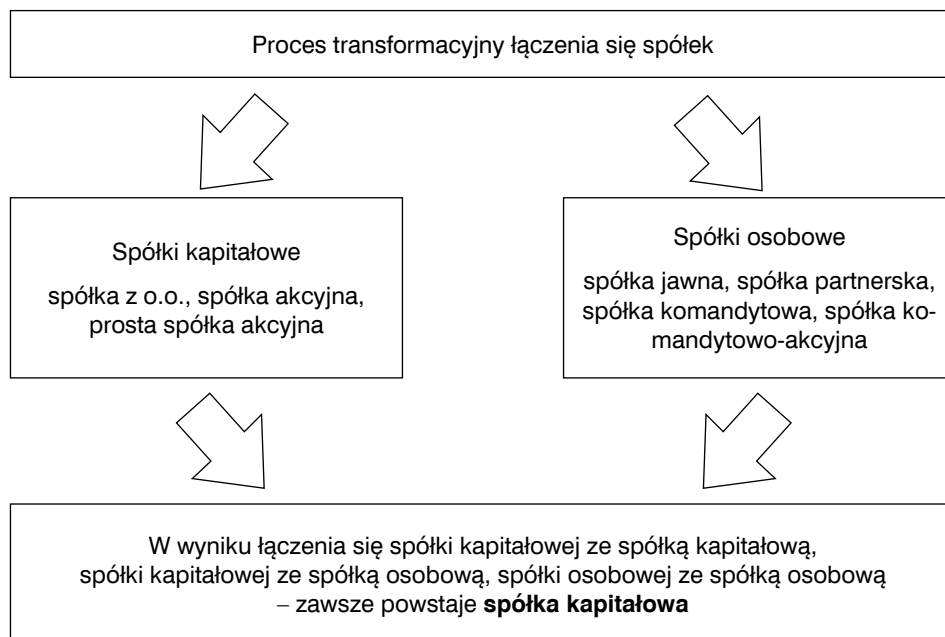 Proces transformacyjny łączenia się spółek
Spółki kapitałowe
spółka z o.o., spółka akcyjna,
prosta spółka akcyjna
Spółki osobowe
spółka jawna, spółka partnerska,
spółka komandytowa, spółka ko-
mandytowo-akcyjna
W wyniku łączenia się spółki kapitałowej ze spółką kapitałową,
spółki kapitałowej ze spółką osobową, spółki osobowej ze spółką osobową
– zawsze powstaje spółka kapitałowa